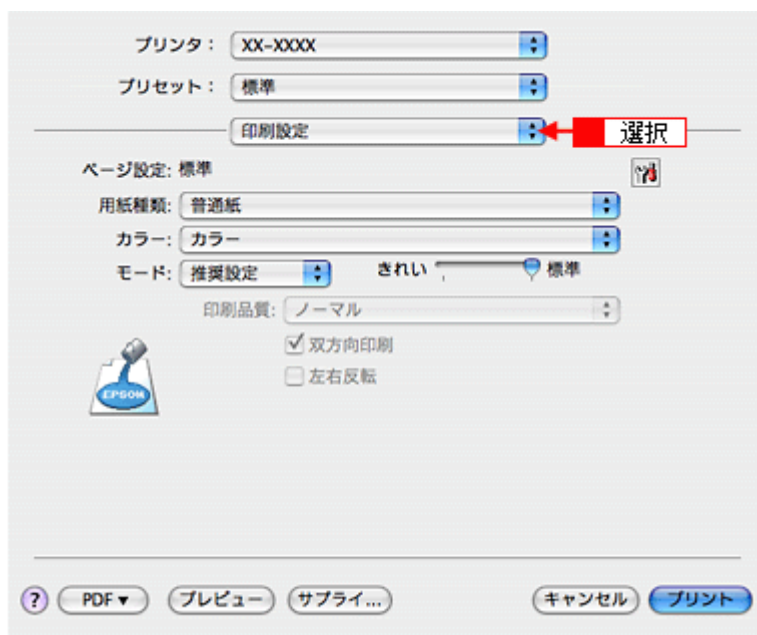 プリンタ： XX-XXXX
プリセット： 標準
印刷設定 選択
ページ設定: 標準
用紙種類: 普通紙
カラー: カラー
モード: 推奨設定 きれい 標準
印刷品質: ノーマル
双方向印刷
左右反転
EPSON
? PDF▼ プレビュー サプライ... キャンセル プリント